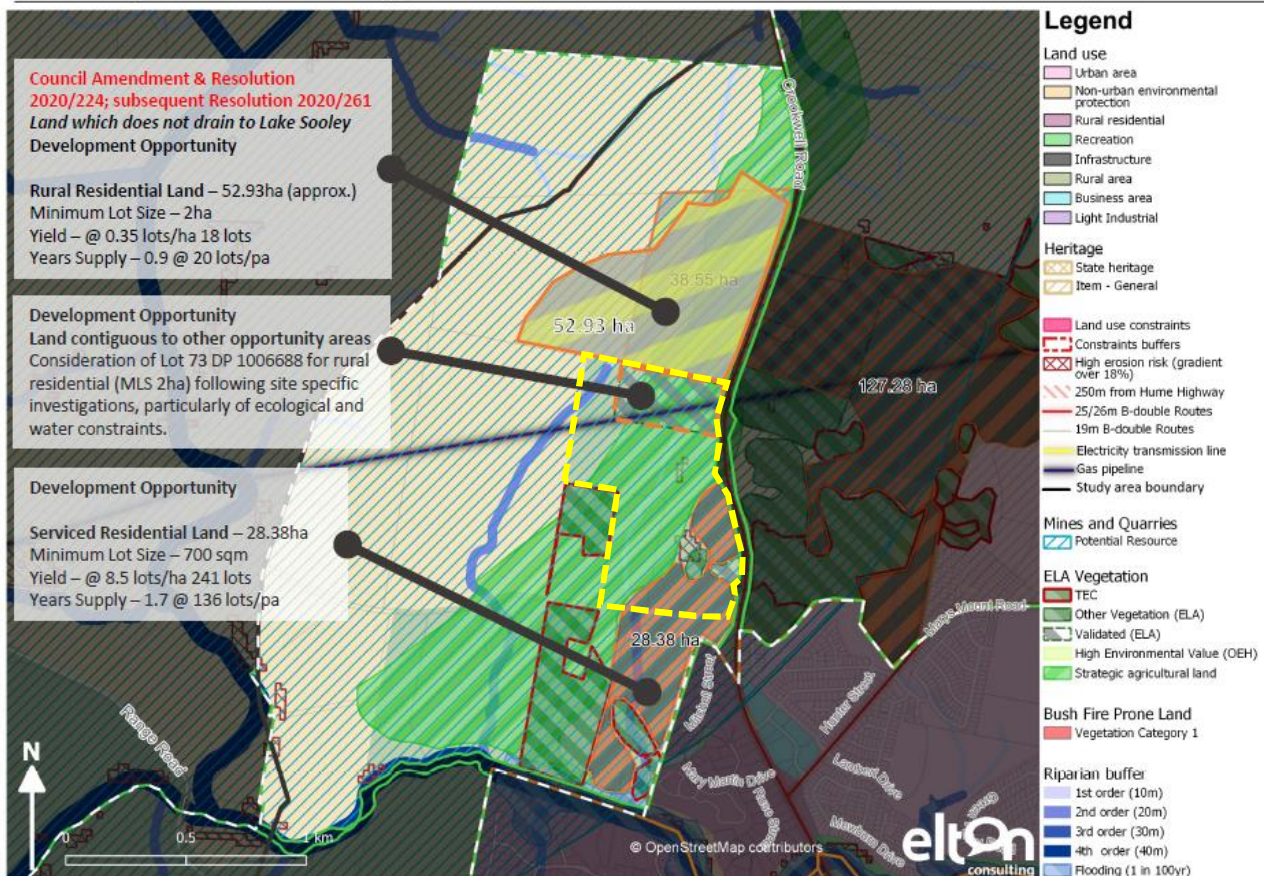 Council Amendment & Resolution
2020/224; subsequent Resolution 2020/261
Land which does not drain to Lake Sooley
Development Opportunity
Rural Residential Land – 52.93ha (approx.)
Minimum Lot Size – 2ha
Yield – @ 0.35 lots/ha 18 lots
Years Supply – 0.9 @ 20 lots/pa
Development Opportunity
Land contiguous to other opportunity areas
Consideration of Lot 73 DP 1006688 for rural
residential (MLS 2ha) following site specific
investigations, particularly of ecological and
water constraints.
Development Opportunity
Serviced Residential Land – 28.38ha
Minimum Lot Size – 700 sqm
Yield – @ 8.5 lots/ha 241 lots
Years Supply – 1.7 @ 136 lots/pa
Crookwell Road
38.55 ha
52.93 ha
127.28 ha
28.38 ha
Marys Mount Road
Mitchell Street
Hunter Street
Lambert Drive
Mary Martin Drive
Range Road
N
0
0.5
1 km
© OpenStreetMap contributors
elton
consulting
Legend
Land use
Urban area
Non-urban environmental
protection
Rural residential
Recreation
Infrastructure
Rural area
Business area
Light Industrial
Heritage
State heritage
Item - General
Land use constraints
Constraints buffers
High erosion risk (gradient
over 18%)
250m from Hume Highway
25/26m B-double Routes
19m B-double Routes
Electricity transmission line
Gas pipeline
Study area boundary
Mines and Quarries
Potential Resource
ELA Vegetation
TEC
Other Vegetation (ELA)
Validated (ELA)
High Environmental Value (OEH)
Strategic agricultural land
Bush Fire Prone Land
Vegetation Category 1
Riparian buffer
1st order (10m)
2nd order (20m)
3rd order (30m)
4th order (40m)
Flooding (1 in 100yr)